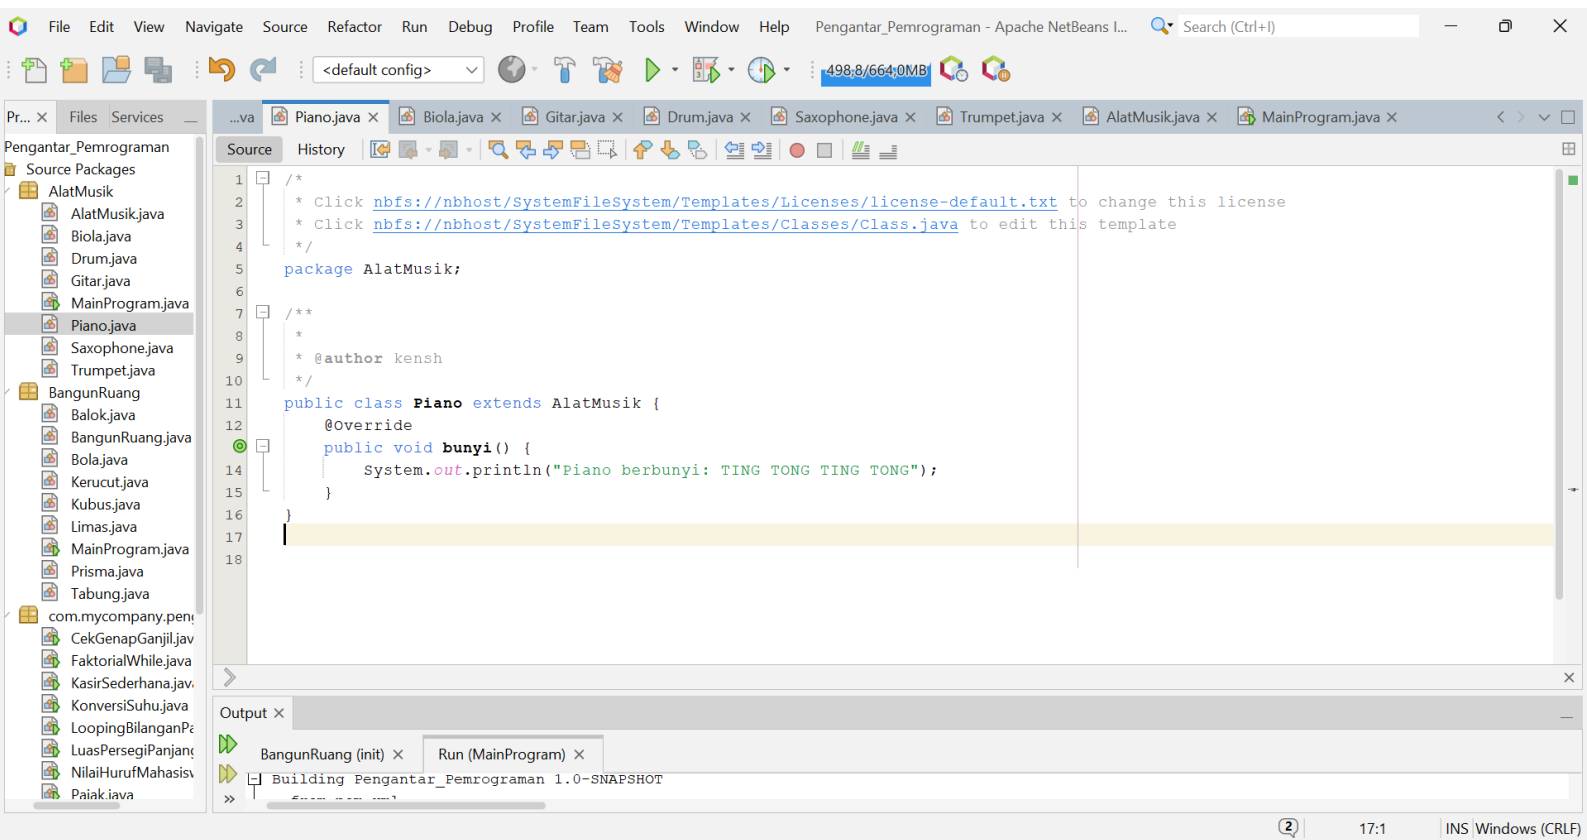 File Edit View Navigate Source Refactor Run Debug Profile Team Tools Window Help Pengantar_Pemrograman - Apache NetBeans I... Search (Ctrl+I)
<default config> 498,8/664,0MB
Pr... Files Services
...va Piano.java Biola.java Gitar.java Drum.java Saxophone.java Trumpet.java AlatMusik.java MainProgram.java
Source History
Pengantar_Pemrograman
Source Packages
AlatMusik
AlatMusik.java
Biola.java
Drum.java
Gitar.java
MainProgram.java
Piano.java
Saxophone.java
Trumpet.java
BangunRuang
Balok.java
BangunRuang.java
Bola.java
Kerucut.java
Kubus.java
Limas.java
MainProgram.java
Prisma.java
Tabung.java
com.mycompany.peng
CekGenapGanjil.jav
FaktorialWhile.java
KasirSederhana.java
KonversiSuhu.java
LoopingBilanganPa
LuasPersegiPanjang
NilaiHurufMahasisw
Pajak.java
1 /*
2 * Click nbfs://nbhost/SystemFileSystem/Templates/Licenses/license-default.txt to change this license
3 * Click nbfs://nbhost/SystemFileSystem/Templates/Classes/Class.java to edit this template
4 */
5 package AlatMusik;
6
7 /**
8 *
9 * @author kensh
10 */
11 public class Piano extends AlatMusik {
12 @Override
public void bunyi() {
14 System.out.println("Piano berbunyi: TING TONG TING TONG");
15 }
16 }
17
18
Output
BangunRuang (init) Run (MainProgram)
Building Pengantar_Pemrograman 1.0-SNAPSHOT
from pom.xml
2 17:1 INS Windows (CRLF)